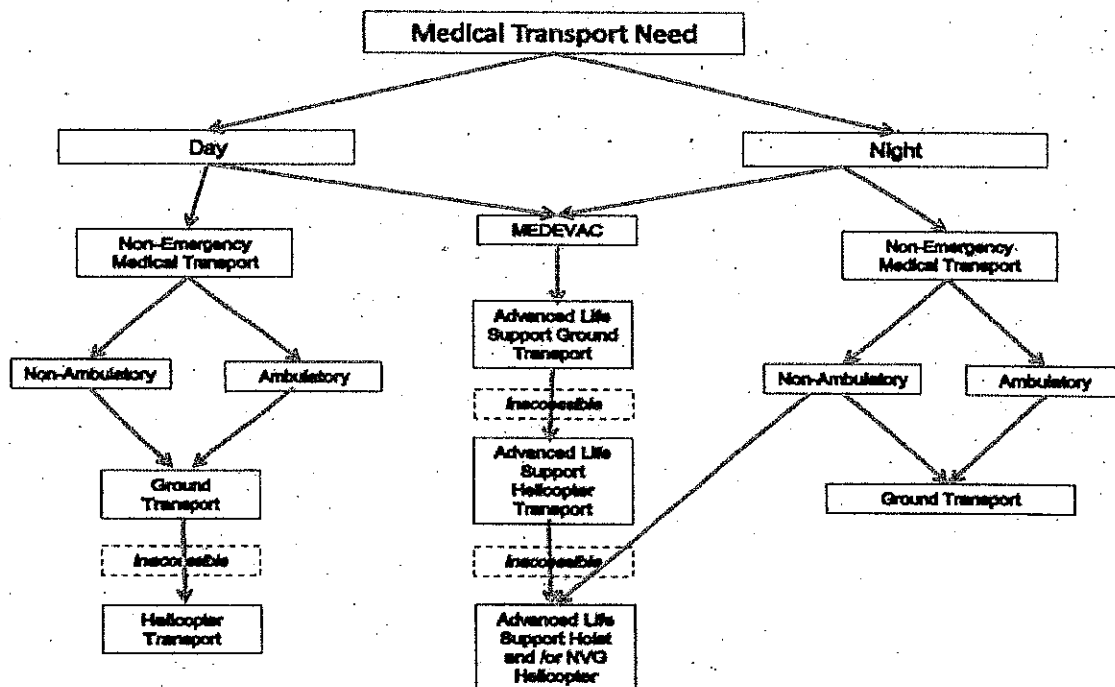 Medical Transport Need
Day
Night
MEDEVAC
Non-Emergency
Medical Transport
Non-Emergency
Medical Transport
Advanced Life
Support Ground
Transport
Non-Ambulatory
Ambulatory
Non-Ambulatory
Ambulatory
Inaccessible
Advanced Life
Support
Helicopter
Transport
Ground
Transport
Ground Transport
Inaccessible
Inaccessible
Helicopter
Transport
Advanced Life
Support Hoist
and /or NVG
Helicopter